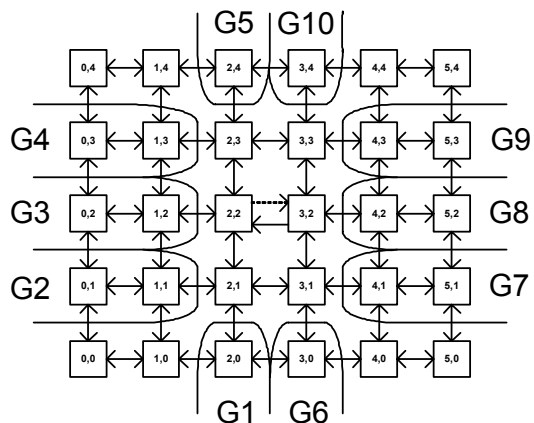 G5 G10
0,4 1,4 2,4 3,4 4,4 5,4
G4 0,3 1,3 2,3 3,3 4,3 5,3 G9
G3 0,2 1,2 2,2 3,2 4,2 5,2 G8
G2 0,1 1,1 2,1 3,1 4,1 5,1 G7
0,0 1,0 2,0 3,0 4,0 5,0
G1 G6